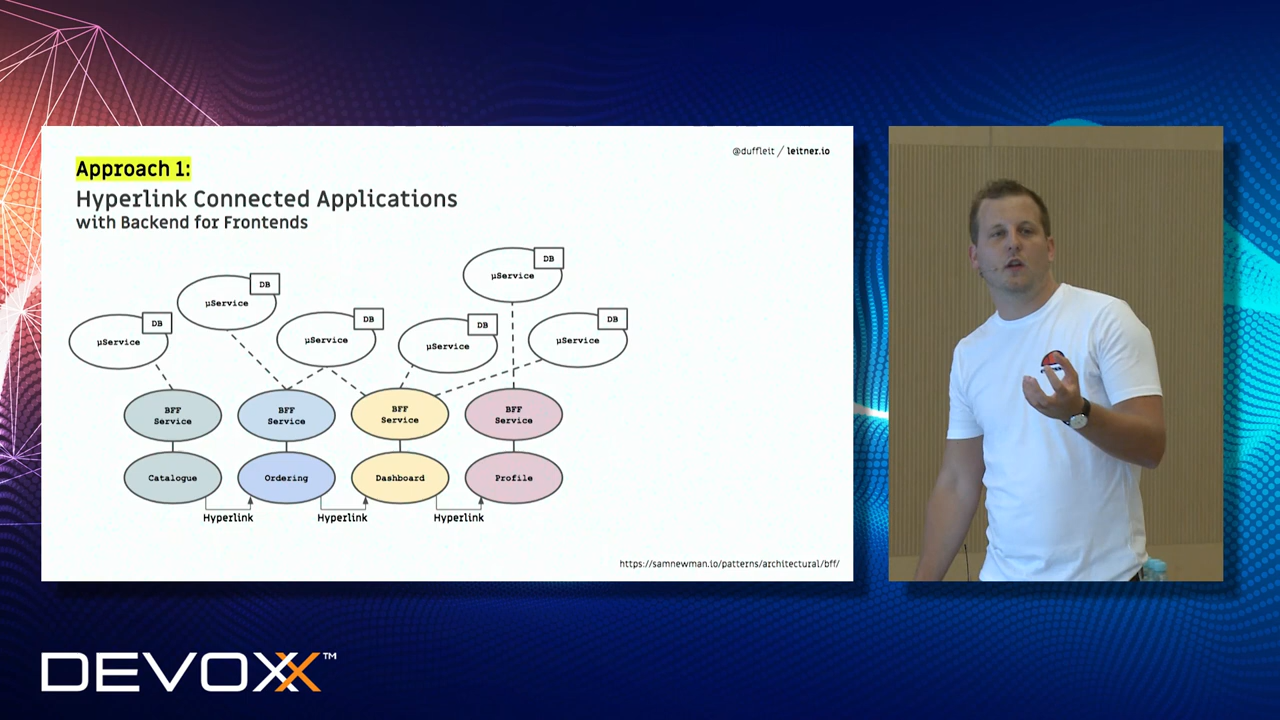 @duffleit / leitner.io
Approach 1:
Hyperlink Connected Applications
with Backend for Frontends
DB
µService
DB
µService
DB
µService
DB
µService
DB
µService
DB
µService
BFF
Service
BFF
Service
BFF
Service
BFF
Service
Catalogue
Ordering
Dashboard
Profile
Hyperlink
Hyperlink
Hyperlink
https://samnewman.io/patterns/architectural/bff/
DEVOXX™